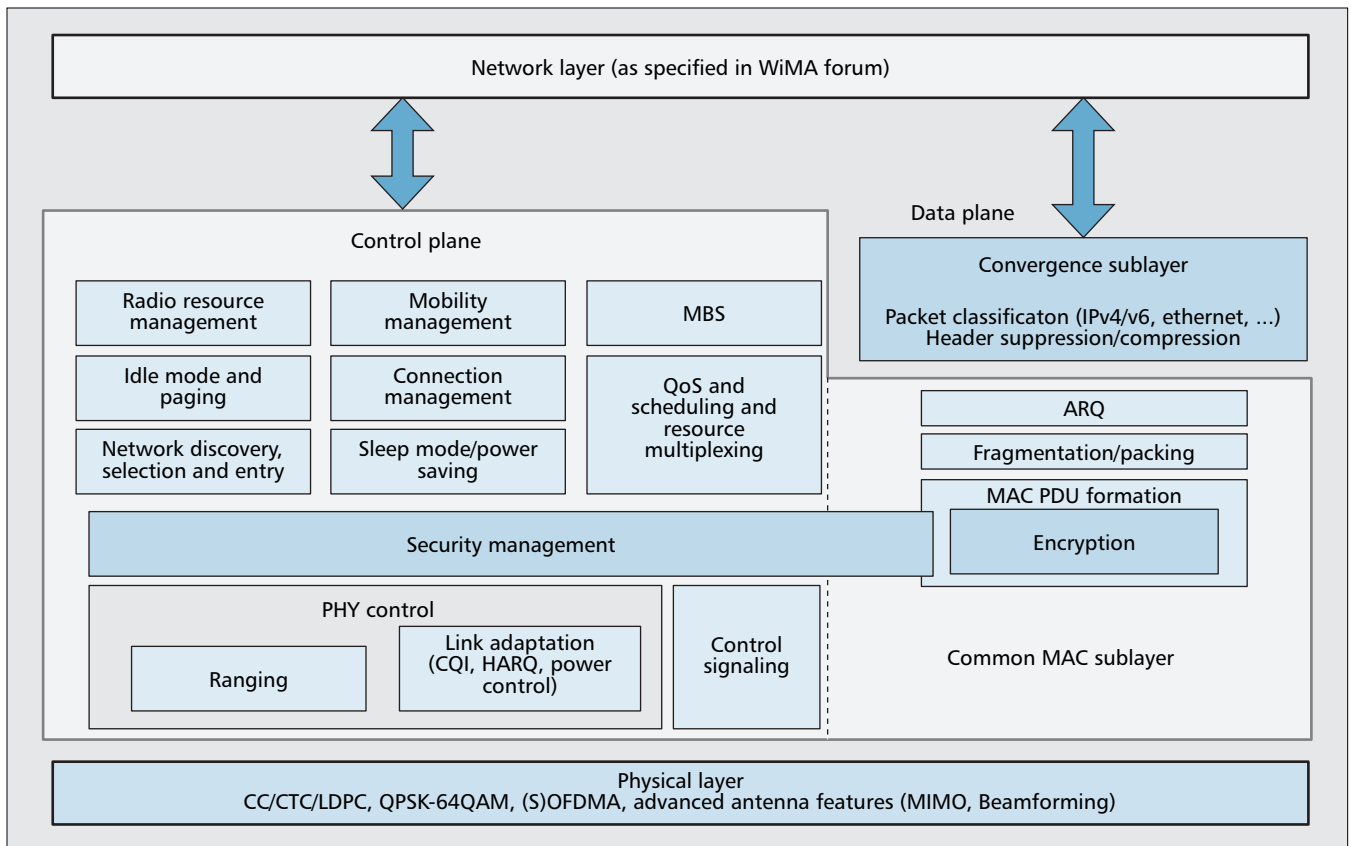 Network layer (as specified in WiMA forum)
Data plane
Control plane
Convergence sublayer
Packet classificaton (IPv4/v6, ethernet, ...)
Header suppression/compression
Radio resource
management
Mobility
management
MBS
Idle mode and
paging
Connection
management
QoS and
scheduling and
resource
multiplexing
Network discovery,
selection and entry
Sleep mode/power
saving
ARQ
Fragmentation/packing
MAC PDU formation
Encryption
Security management
PHY control
Ranging
Link adaptation
(CQI, HARQ, power
control)
Control
signaling
Common MAC sublayer
Physical layer
CC/CTC/LDPC, QPSK-64QAM, (S)OFDMA, advanced antenna features (MIMO, Beamforming)